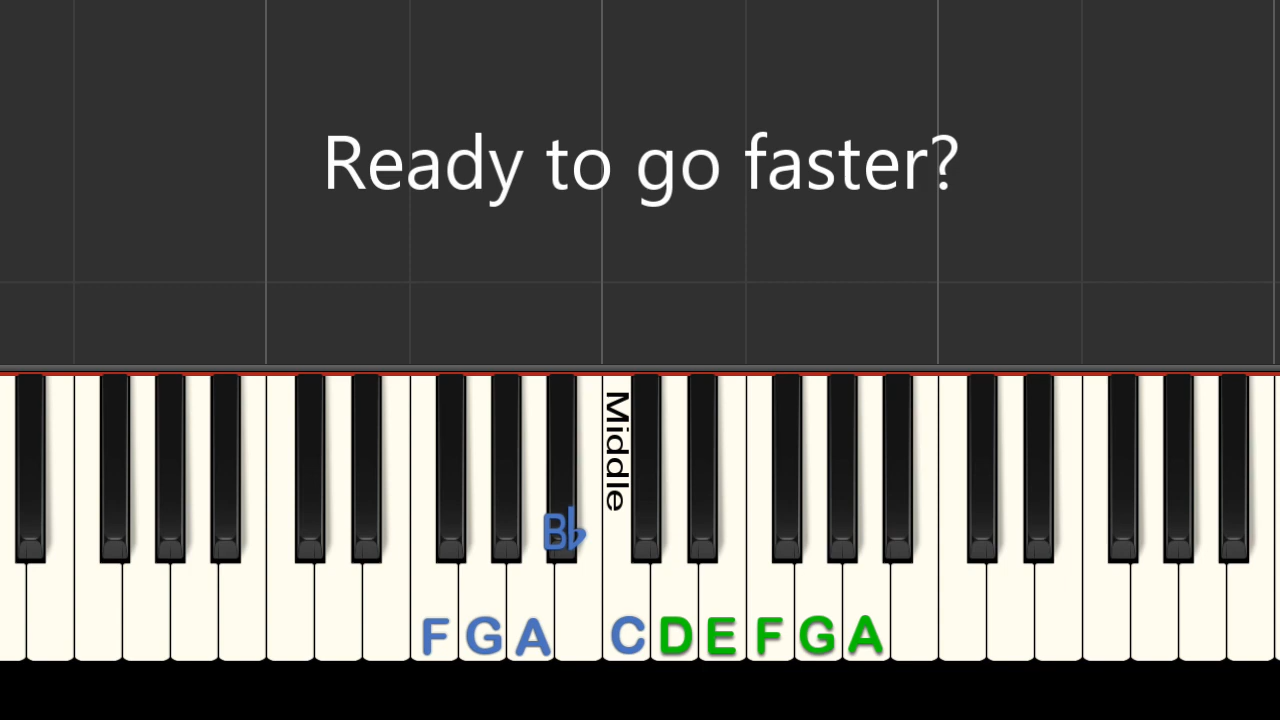 Ready to go faster?
Middle
B♭
F G A C D E F G A